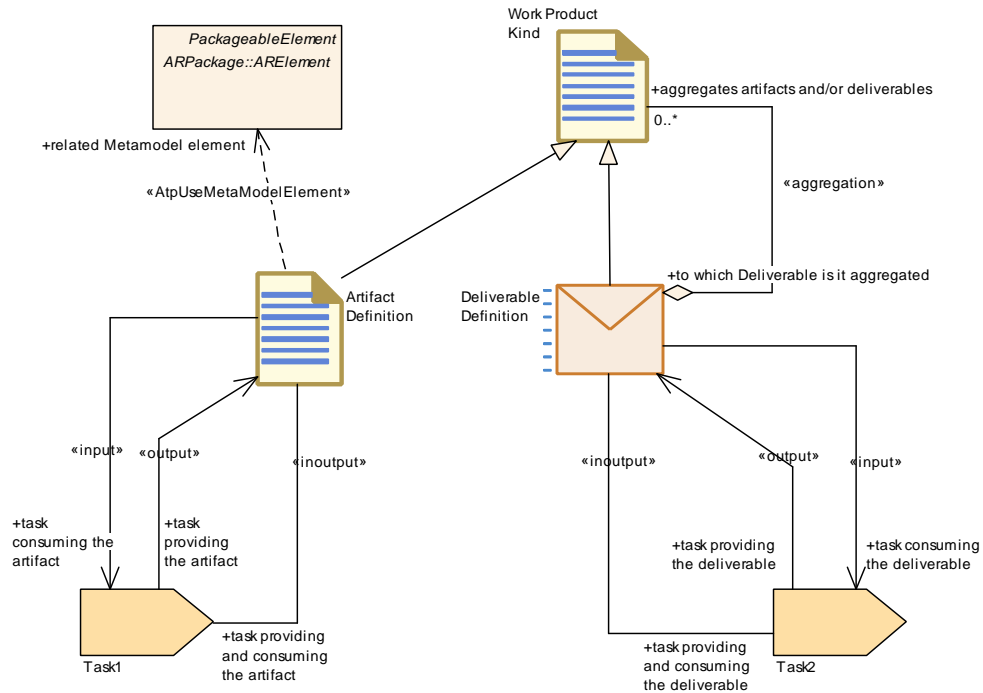 Work Product
Kind
PackageableElement
ARPackage::ARElement
+aggregates artifacts and/or deliverables
0..*
+related Metamodel element
«AtpUseMetaModelElement»
«aggregation»
+to which Deliverable is it aggregated
Artifact
Definition
Deliverable
Definition
«input»
«output»
«inoutput»
«inoutput»
«output»
«input»
+task
consuming the
artifact
+task
providing
the artifact
+task providing
the deliverable
+task consuming
the deliverable
+task providing
and consuming
the artifact
Task1
+task providing
and consuming
the deliverable
Task2